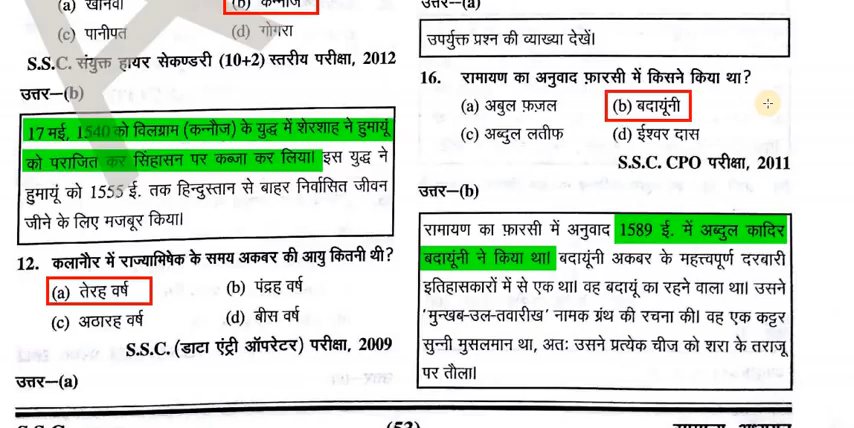 (a) खानवा
(b) कन्नौज
(c) पानीपत
(d) गोगरा
S.S.C. संयुक्त हायर सेकण्डरी (10+2) स्तरीय परीक्षा, 2012
उत्तर—(b)
17 मई, 1540 को विलग्राम (कन्नौज) के युद्ध में शेरशाह ने हुमायूं
को पराजित कर सिंहासन पर कब्जा कर लिया। इस युद्ध ने
हुमायूं को 1555 ई. तक हिन्दुस्तान से बाहर निर्वासित जीवन
जीने के लिए मजबूर किया।
12. कलानौर में राज्याभिषेक के समय अकबर की आयु कितनी थी?
(a) तेरह वर्ष
(b) पंद्रह वर्ष
(c) अठारह वर्ष
(d) बीस वर्ष
S.S.C. (डाटा एंट्री ऑपरेटर) परीक्षा, 2009
उत्तर—(a)
उत्तर—(a)
उपर्युक्त प्रश्न की व्याख्या देखें।
16. रामायण का अनुवाद फ़ारसी में किसने किया था?
(a) अबुल फ़ज़ल
(b) बदायूंनी
(c) अब्दुल लतीफ
(d) ईश्वर दास
S.S.C. CPO परीक्षा, 2011
उत्तर—(b)
रामायण का फ़ारसी में अनुवाद 1589 ई. में अब्दुल कादिर
बदायूंनी ने किया था। बदायूंनी अकबर के महत्त्वपूर्ण दरबारी
इतिहासकारों में से एक था। वह बदायूं का रहने वाला था। उसने
'मुन्खब-उल-तवारीख' नामक ग्रंथ की रचना की। वह एक कट्टर
सुन्नी मुसलमान था, अतः उसने प्रत्येक चीज को शरा के तराजू
पर तौला।
(53)